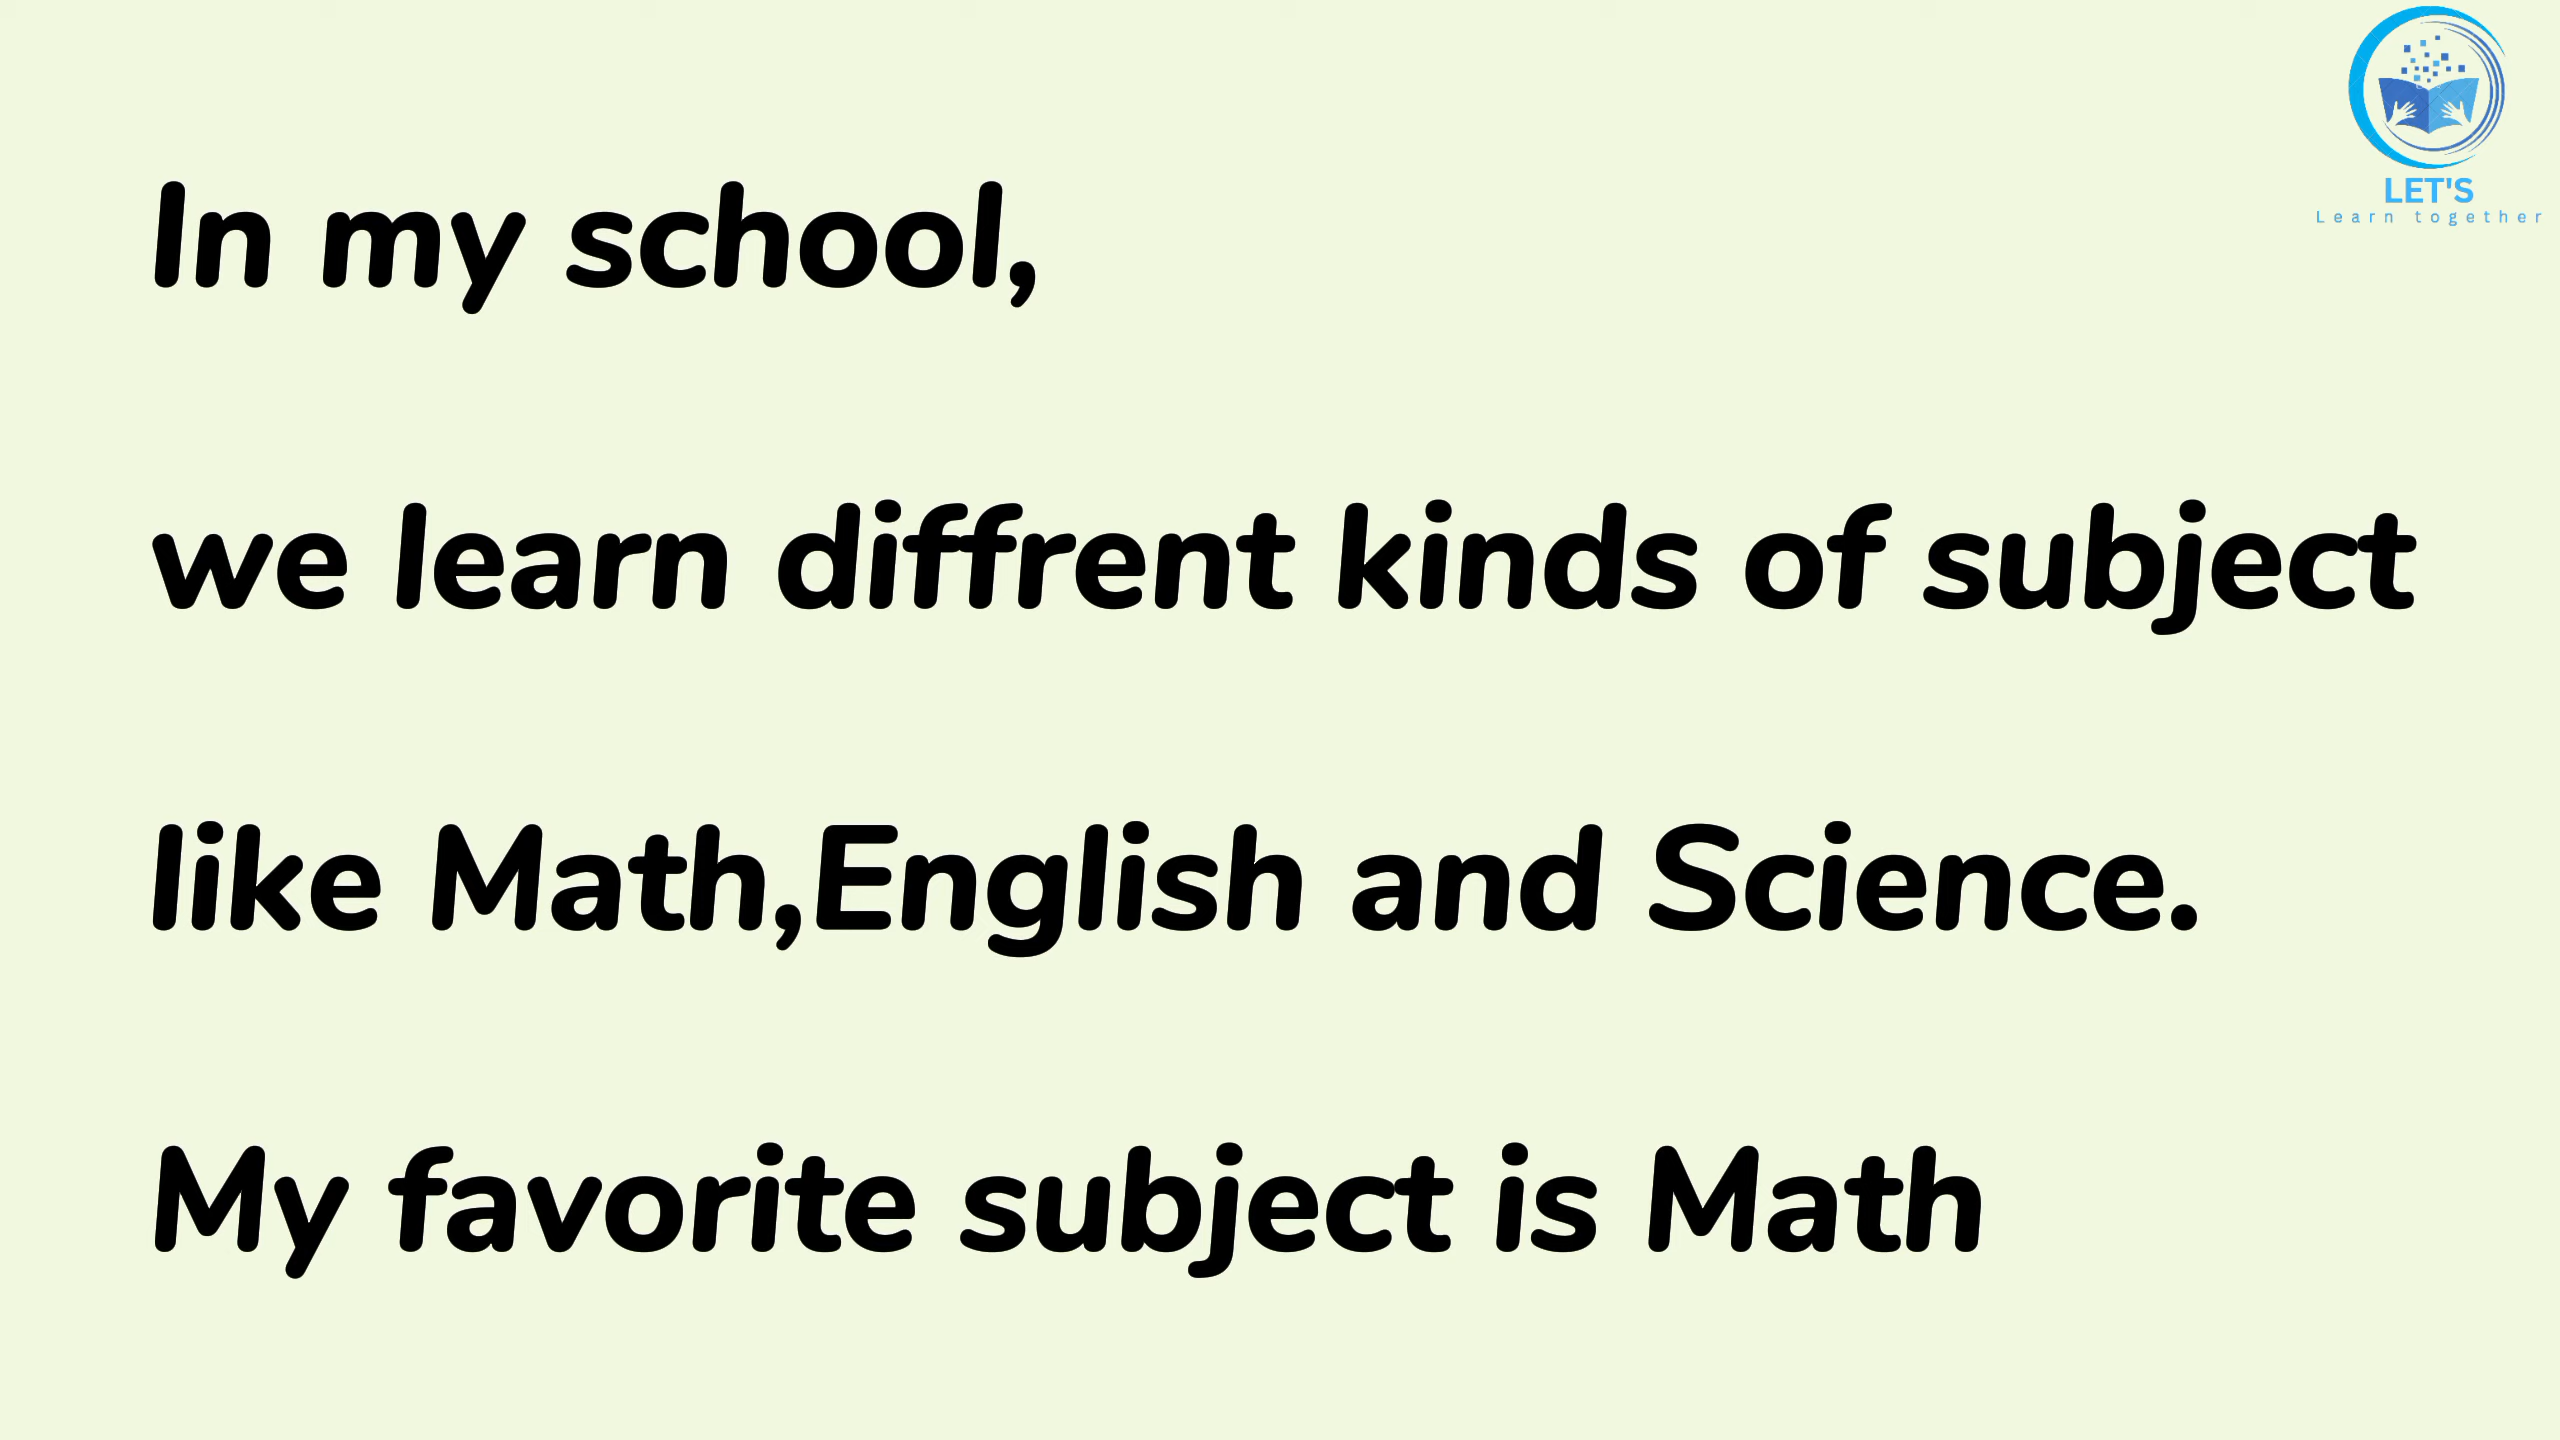 LET'S
Learn together
In my school,
we learn diffrent kinds of subject
like Math,English and Science.
My favorite subject is Math